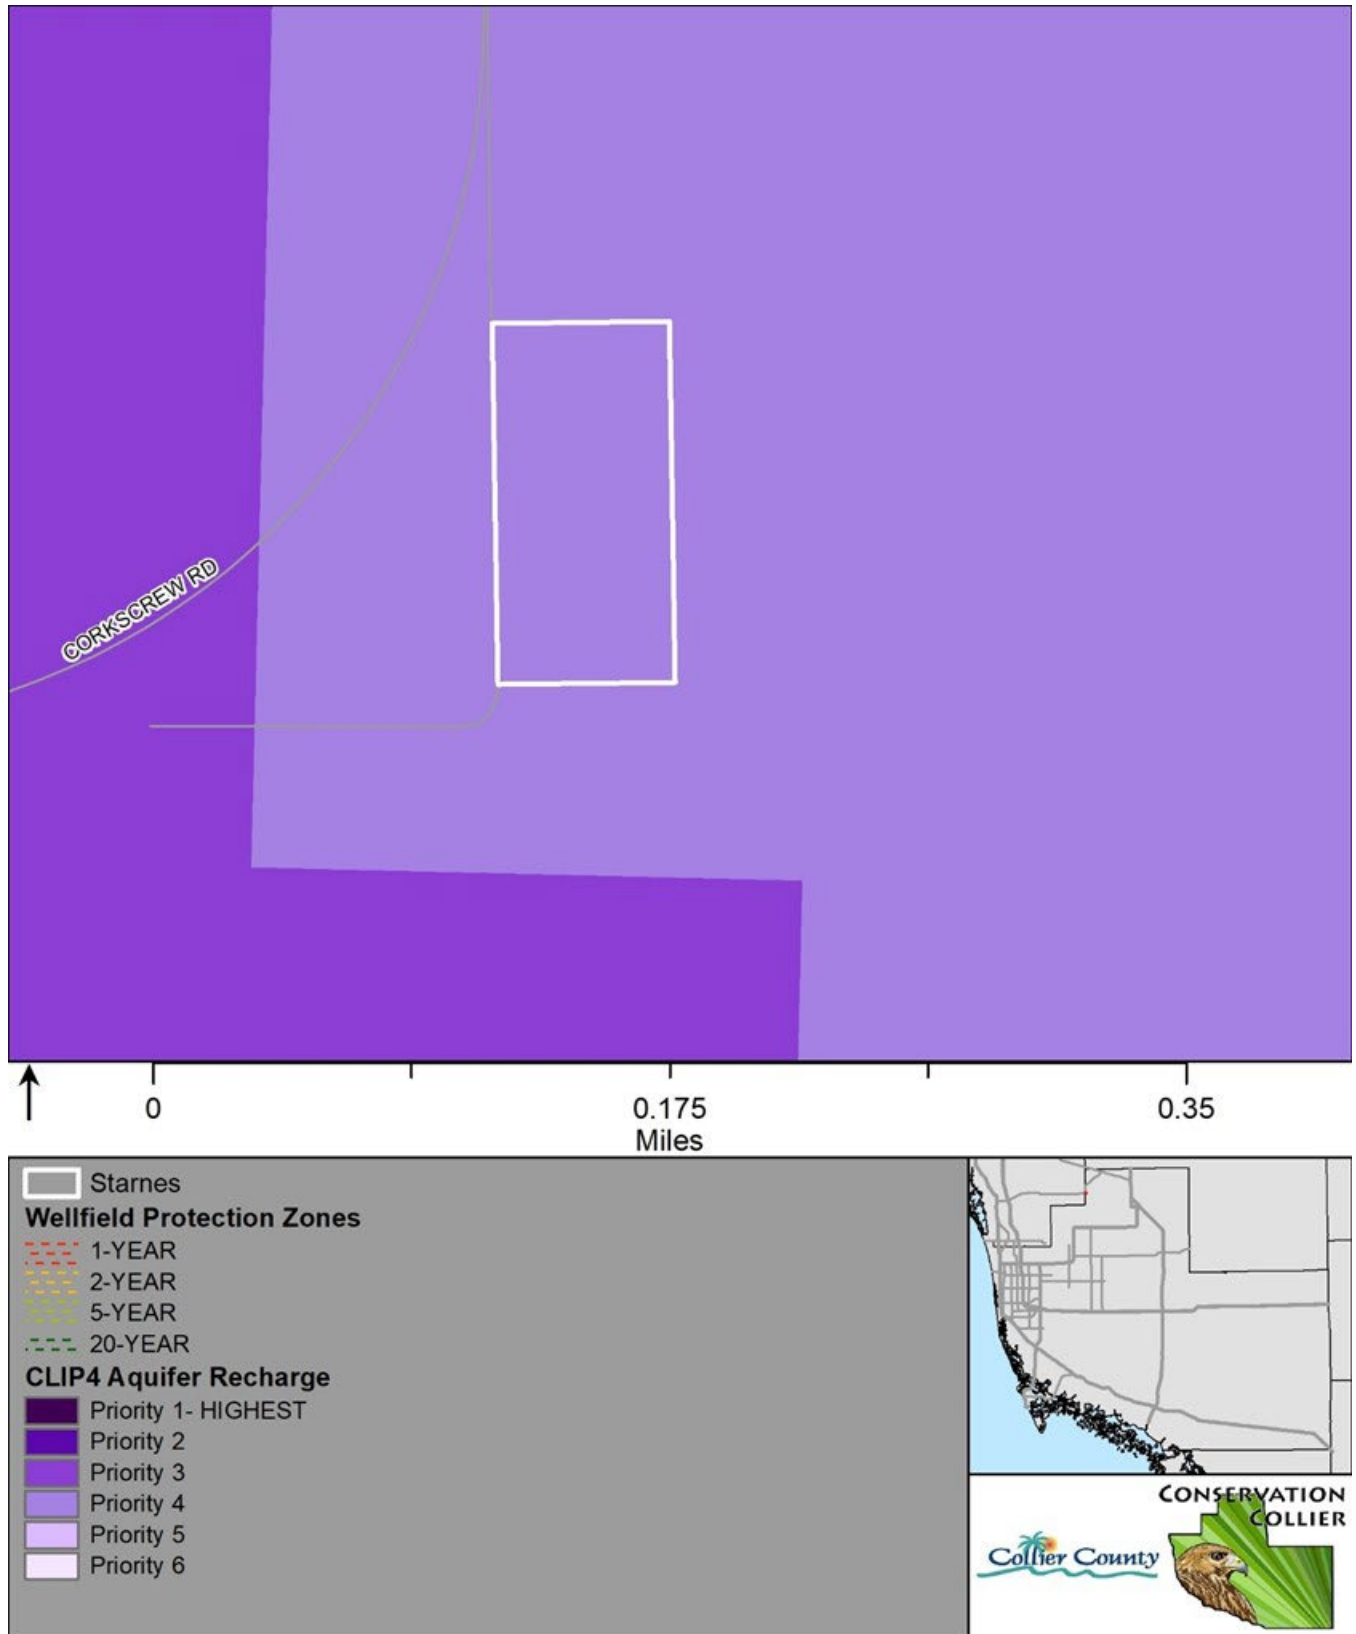 CORKSCREW RD
0
0.175
0.35
Miles
Starnes
Wellfield Protection Zones
1-YEAR
2-YEAR
5-YEAR
20-YEAR
CLIP4 Aquifer Recharge
Priority 1- HIGHEST
Priority 2
Priority 3
Priority 4
Priority 5
Priority 6
CONSERVATION
COLLIER
Collier County